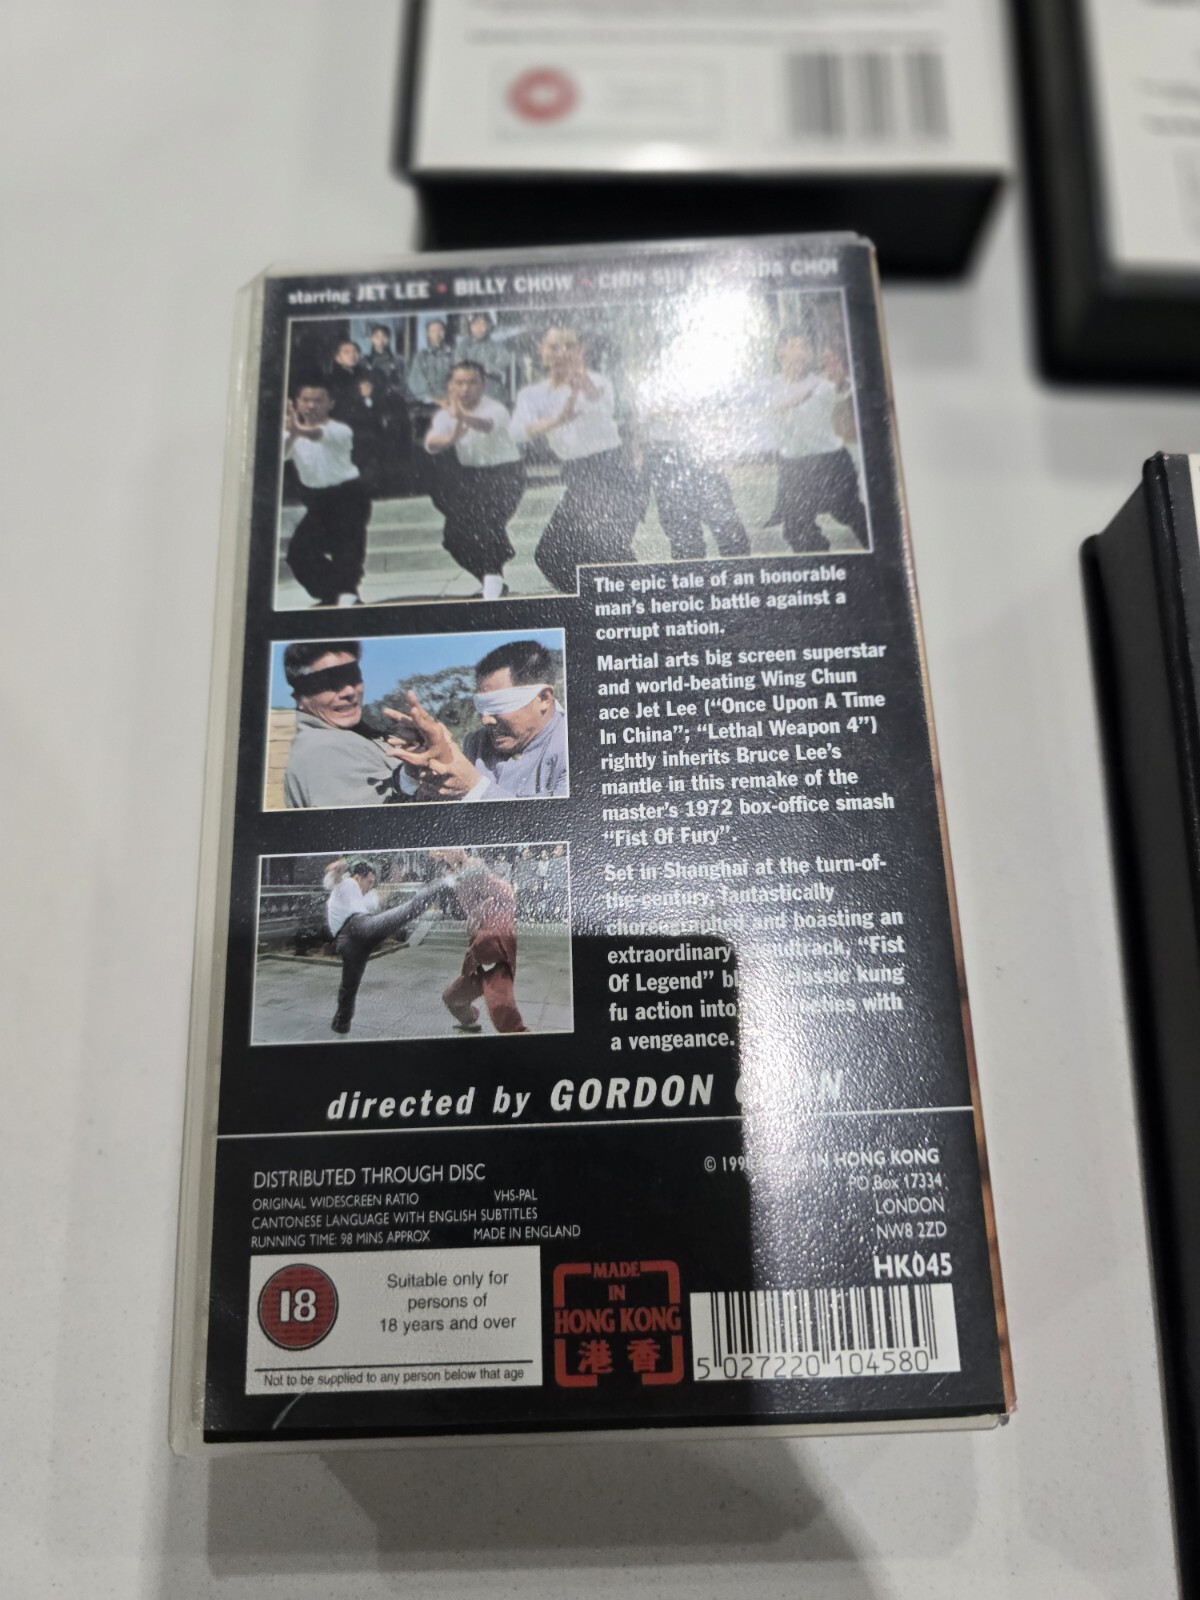 starring JET LEE • BILLY CHOW • CHIN SIU CHOI
The epic tale of an honorable
man's heroic battle against a
corrupt nation.
Martial arts big screen superstar
and world-beating Wing Chun
ace Jet Lee (“Once Upon A Time
In China”; “Lethal Weapon 4”)
rightly inherits Bruce Lee's
mantle in this remake of the
master's 1972 box-office smash
“Fist Of Fury”.
Set in Shanghai at the turn-of-
the-century, fantastically
choreographed and boasting an
extraordinary soundtrack, “Fist
Of Legend” classic kung
fu action into with
a vengeance.
directed by GORDON
DISTRIBUTED THROUGH DISC
ORIGINAL WIDESCREEN RATIO VHS-PAL
CANTONESE LANGUAGE WITH ENGLISH SUBTITLES
RUNNING TIME: 98 MINS APPROX MADE IN ENGLAND
© IN HONG KONG
PO Box 17334
LONDON
NW8 2ZD
HK045
18
Suitable only for
persons of
18 years and over
Not to be supplied to any person below that age
MADE
IN
HONG KONG
港香
5 027220 104580